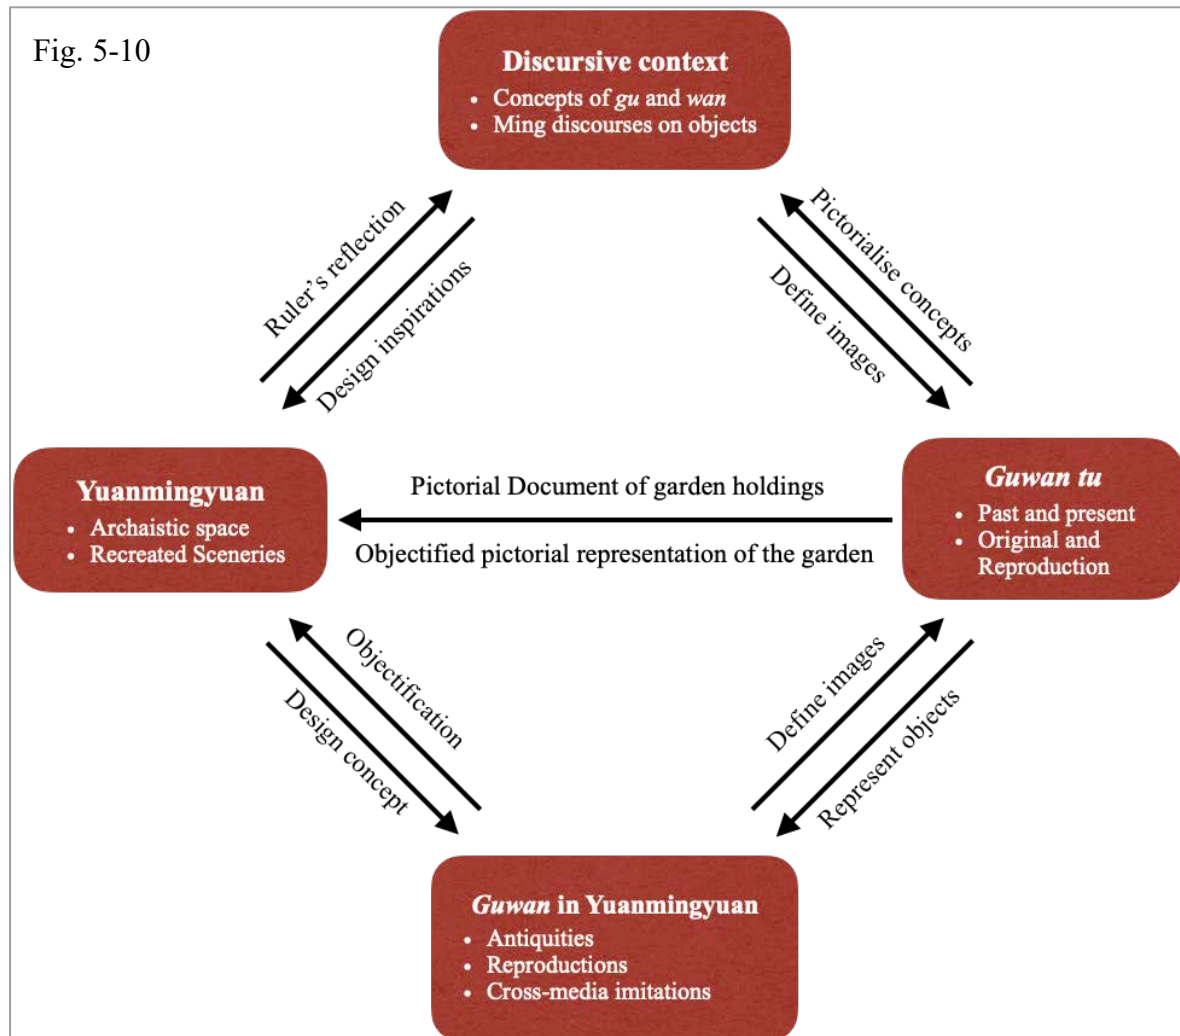 Fig. 5-10
Discursive context
• Concepts of gu and wan
• Ming discourses on objects
Ruler’s reflection
Design inspirations
Pictorialise concepts
Define images
Yuanmingyuan
• Archaistic space
• Recreated Sceneries
Pictorial Document of garden holdings
Objectified pictorial representation of the garden
Guwan tu
• Past and present
• Original and
Reproduction
Objectification
Design concept
Define images
Represent objects
Guwan in Yuanmingyuan
• Antiquities
• Reproductions
• Cross-media imitations